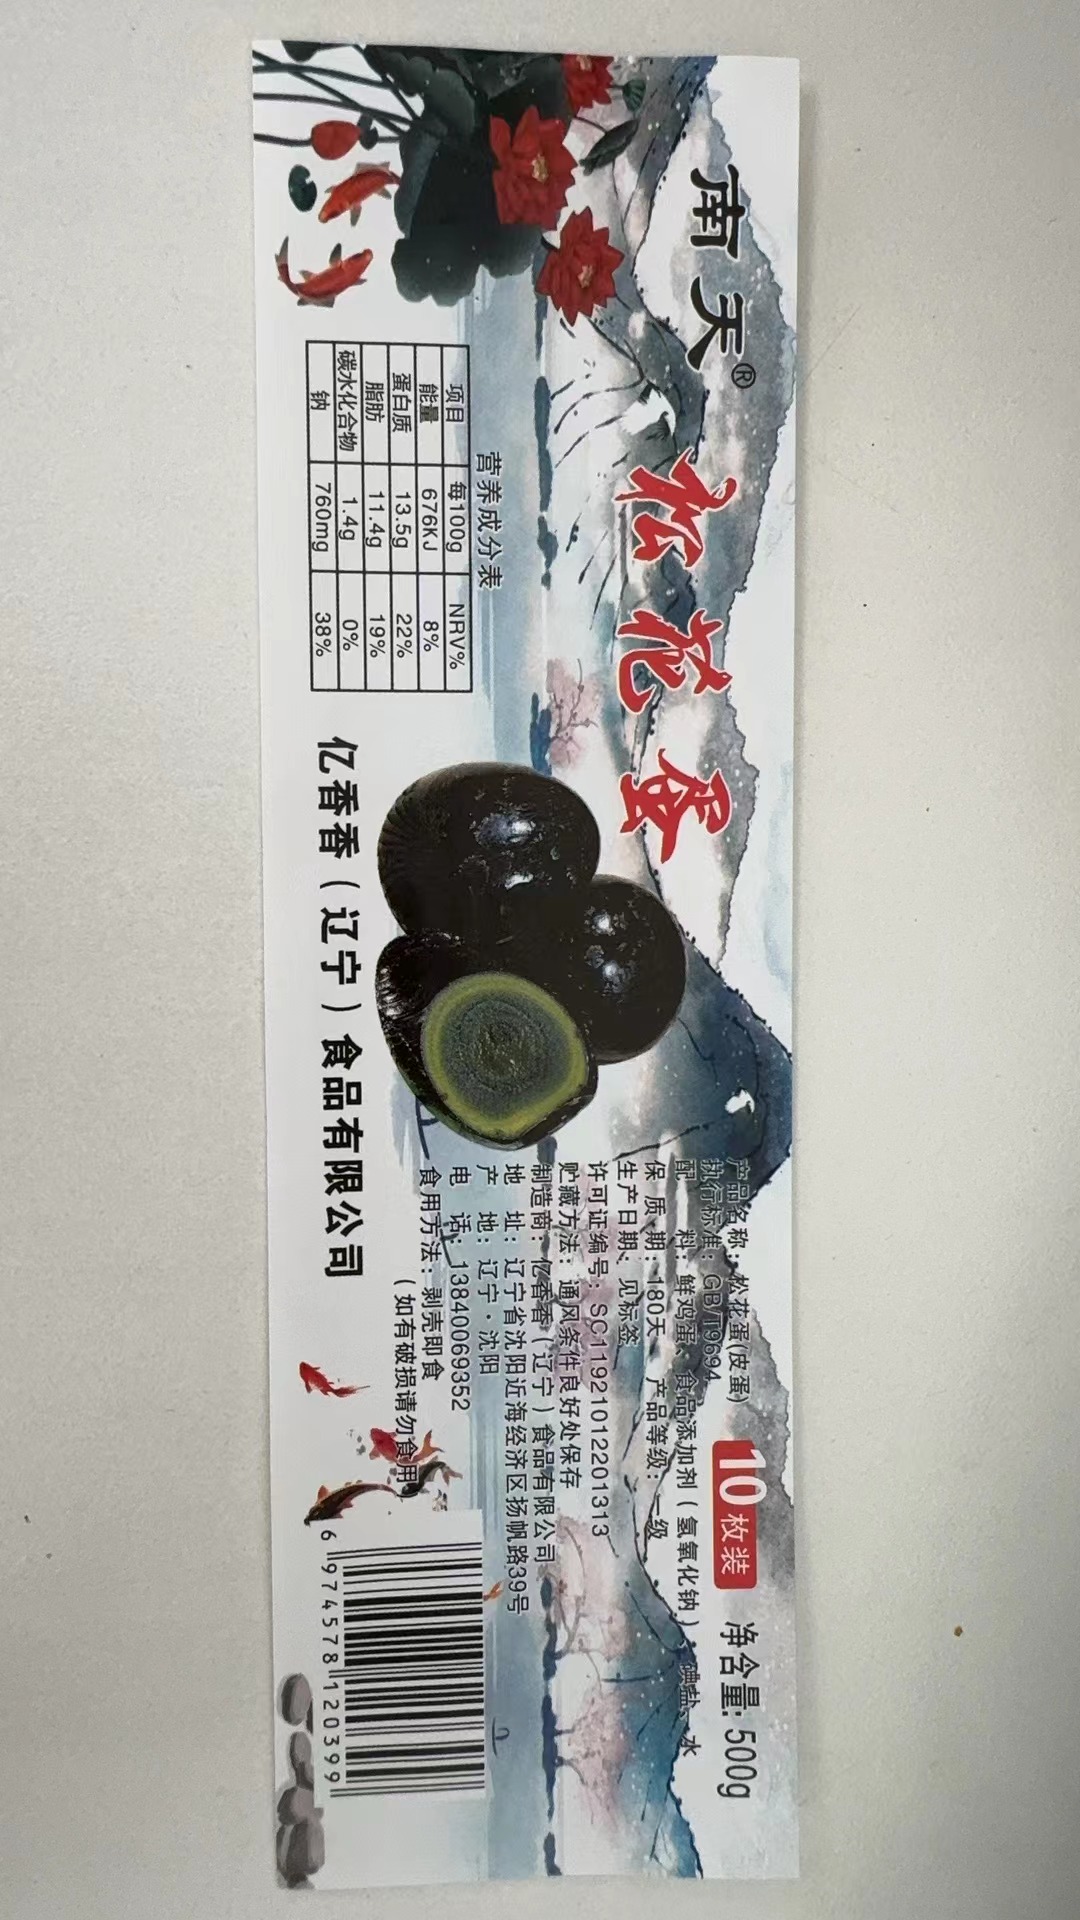 南天®
松花蛋
营养成分表
项目 每100g NRV%
能量 676KJ 8%
蛋白质 13.5g 22%
脂肪 11.4g 19%
碳水化合物 1.4g 0%
钠 760mg 38%
亿香香（辽宁）食品有限公司
10枚装 净含量: 500g
产品名称: 松花蛋(皮蛋)
执行标准: GB/T9694
配 料: 鲜鸡蛋、食品添加剂（氢氧化钠）、碘盐、水
保 质 期: 180天 产品等级: 一级
生产日期: 见标签
许可证编号: SC11921012201313
贮藏方法: 通风条件良好处保存
制造商: 亿香香（辽宁）食品有限公司
地 址: 辽宁省沈阳近海经济区扬帆路39号
产 地: 辽宁·沈阳
电 话: 13840069352
食用方法: 剥壳即食
（如有破损请勿食用）
6 974578 120399